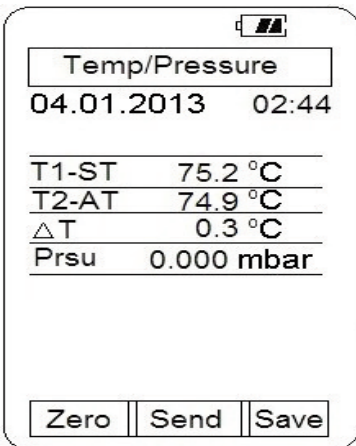 Temp/Pressure
04.01.2013 02:44
T1-ST 75.2 °C
T2-AT 74.9 °C
△T 0.3 °C
Prsu 0.000 mbar
Zero Send Save